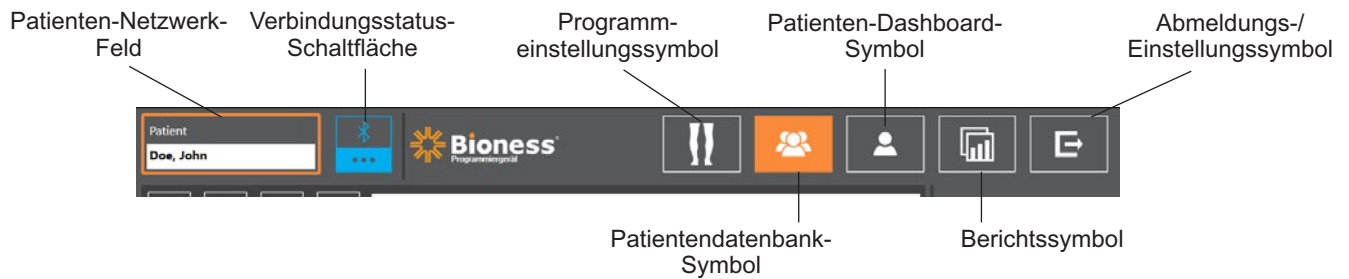 Patienten-Netzwerk-
Feld
Verbindungsstatus-
Schaltfläche
Programm-
einstellungssymbol
Patienten-Dashboard-
Symbol
Abmeldungs-/
Einstellungssymbol
Patient
Doe, John
Bioness
Programmiergerät
Patientendatenbank-
Symbol
Berichtssymbol